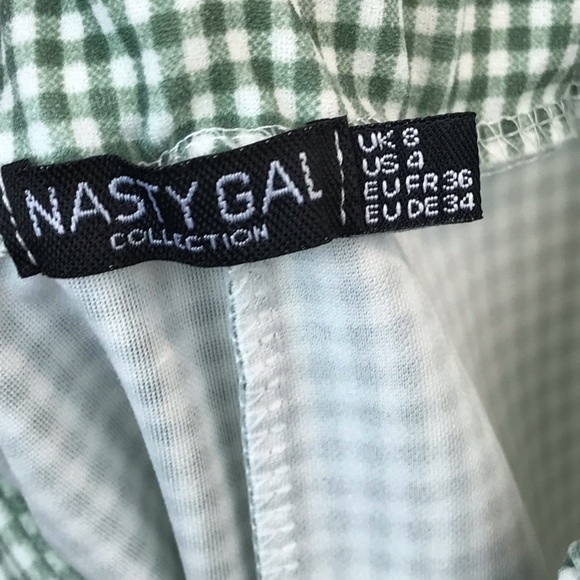 NASTY GAL
COLLECTION
UK 8
US 4
EU FR 36
EU DE 34